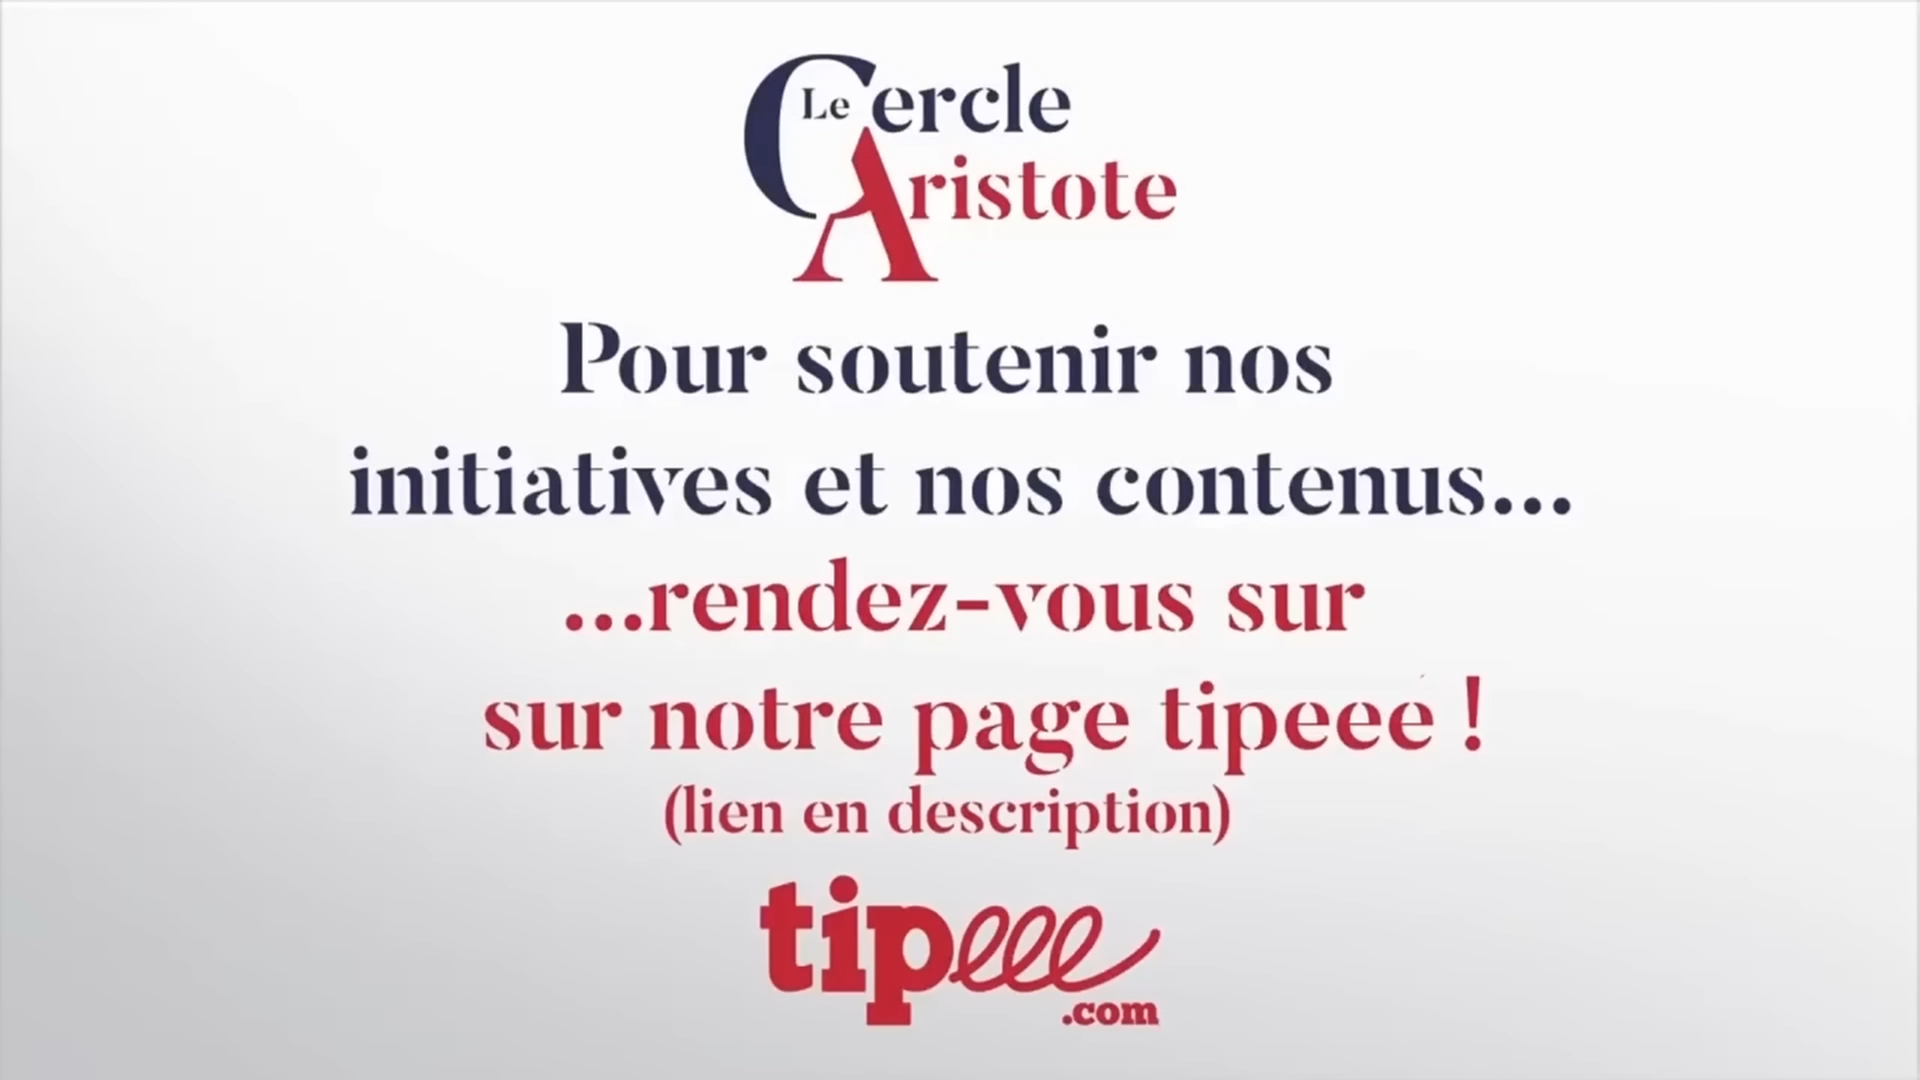 Le Cercle
Aristote
Pour soutenir nos
initiatives et nos contenus...
...rendez-vous sur
sur notre page tipeee !
(lien en description)
tipeee
.com